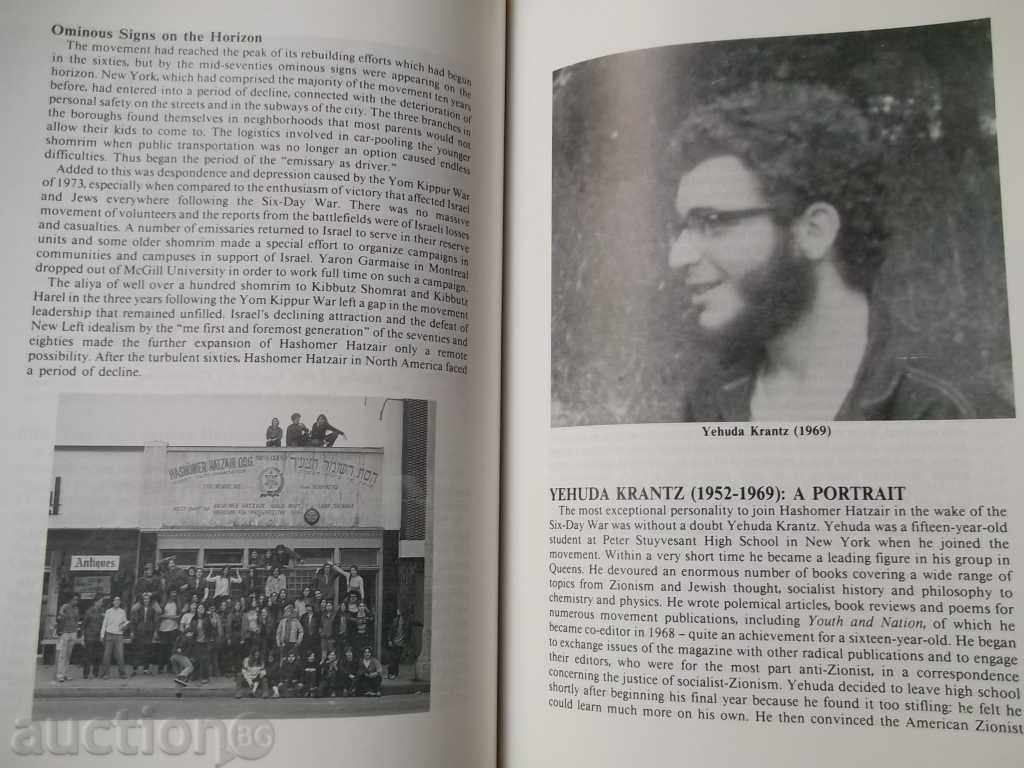 Ominous Signs on the Horizon
The movement had reached the peak of its rebuilding efforts which had begun
in the sixties, but by the mid-seventies ominous signs were appearing on the
horizon. New York, which had comprised the majority of the movement ten years
before, had entered into a period of decline, connected with the deterioration of
personal safety on the streets and in the subways of the city. The three branches in
the boroughs found themselves in neighborhoods that most parents would not
allow their kids to come to. The logistics involved in car-pooling the younger
shomrim when public transportation was no longer an option caused endless
difficulties. Thus began the period of the "emissary as driver."
Added to this was despondence and depression caused by the Yom Kippur War
of 1973, especially when compared to the enthusiasm of victory that affected Israel
and Jews everywhere following the Six-Day War. There was no massive
movement of volunteers and the reports from the battlefields were of Israeli losses
and casualties. A number of emissaries returned to Israel to serve in their reserve
units and some older shomrim made a special effort to organize campaigns in
communities and campuses in support of Israel. Yaron Garmaise in Montreal
dropped out of McGill University in order to work full time on such a campaign.
The aliya of well over a hundred shomrim to Kibbutz Shomrat and Kibbutz
Harel in the three years following the Yom Kippur War left a gap in the movement
leadership that remained unfilled. Israel's declining attraction and the defeat of
New Left idealism by the "me first and foremost generation" of the seventies and
eighties made the further expansion of Hashomer Hatzair only a remote
possibility. After the turbulent sixties, Hashomer Hatzair in North America faced
a period of decline.
HASHOMER HATZAIR ORG.
השומר הצעיר
Antiques
auction BG
Yehuda Krantz (1969)
YEHUDA KRANTZ (1952-1969): A PORTRAIT
The most exceptional personality to join Hashomer Hatzair in the wake of the
Six-Day War was without a doubt Yehuda Krantz. Yehuda was a fifteen-year-old
student at Peter Stuyvesant High School in New York when he joined the
movement. Within a very short time he became a leading figure in his group in
Queens. He devoured an enormous number of books covering a wide range of
topics from Zionism and Jewish thought, socialist history and philosophy to
chemistry and physics. He wrote polemical articles, book reviews and poems for
numerous movement publications, including Youth and Nation, of which he
became co-editor in 1968 – quite an achievement for a sixteen-year-old. He began
to exchange issues of the magazine with other radical publications and to engage
their editors, who were for the most part anti-Zionist, in a correspondence
concerning the justice of socialist-Zionism. Yehuda decided to leave high school
shortly after beginning his final year because he found it too stifling: he felt he
could learn much more on his own. He then convinced the American Zionist